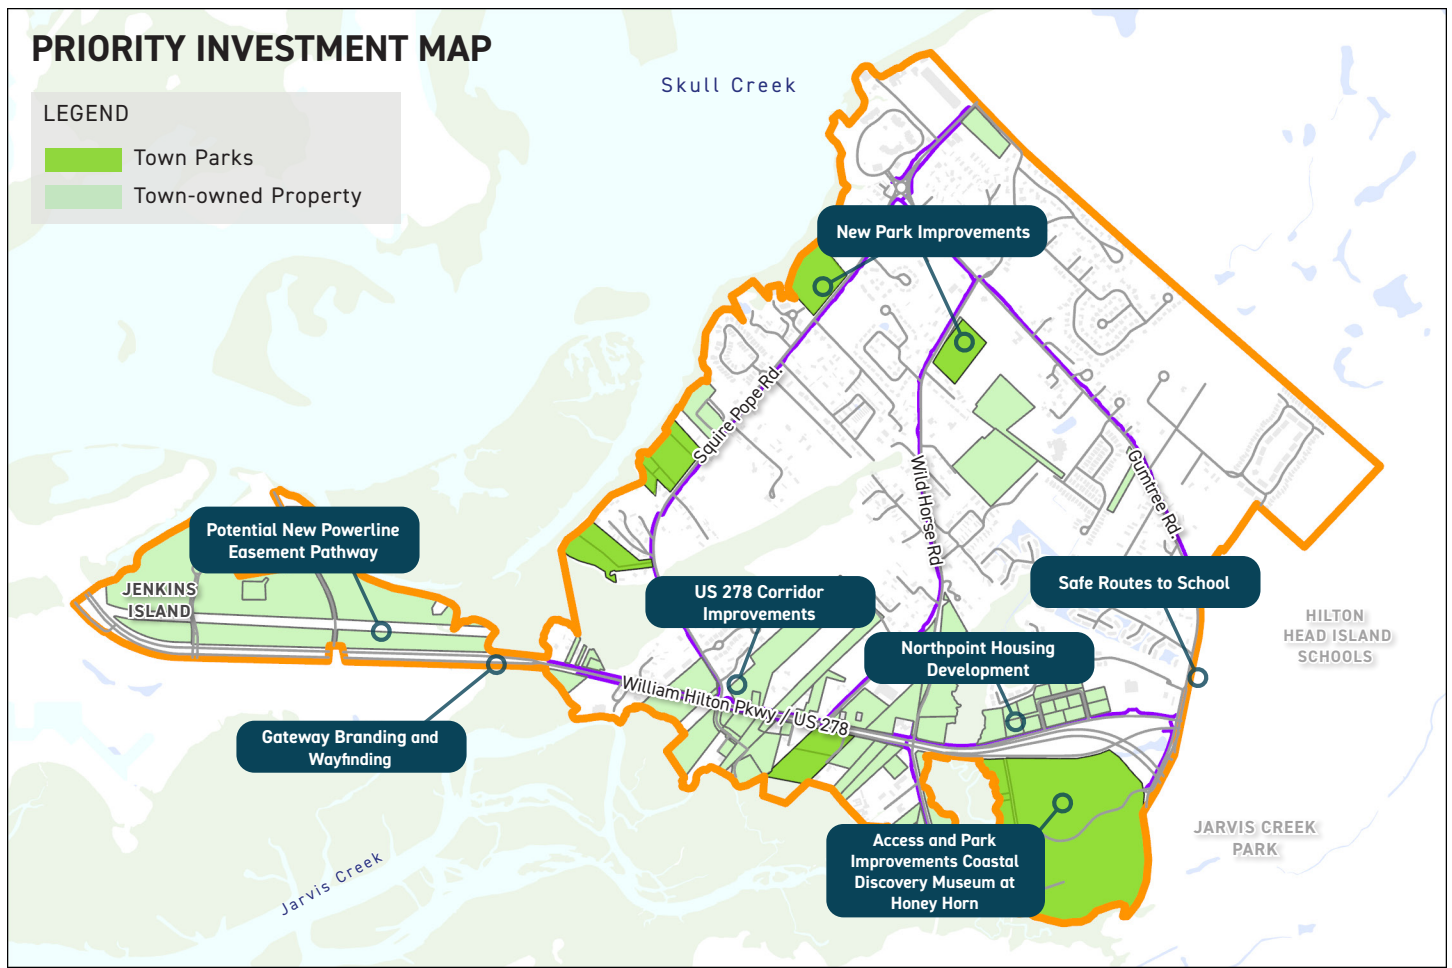 PRIORITY INVESTMENT MAP
LEGEND
Town Parks
Town-owned Property
Skull Creek
New Park Improvements
Squire Pope Rd.
Wild Horse Rd
Gumtree Rd.
Potential New Powerline
Easement Pathway
JENKINS
ISLAND
US 278 Corridor
Improvements
Safe Routes to School
HILTON
HEAD ISLAND
SCHOOLS
Northpoint Housing
Development
William Hilton Pkwy / US 278
Gateway Branding and
Wayfinding
Access and Park
Improvements Coastal
Discovery Museum at
Honey Horn
JARVIS CREEK
PARK
Jarvis Creek